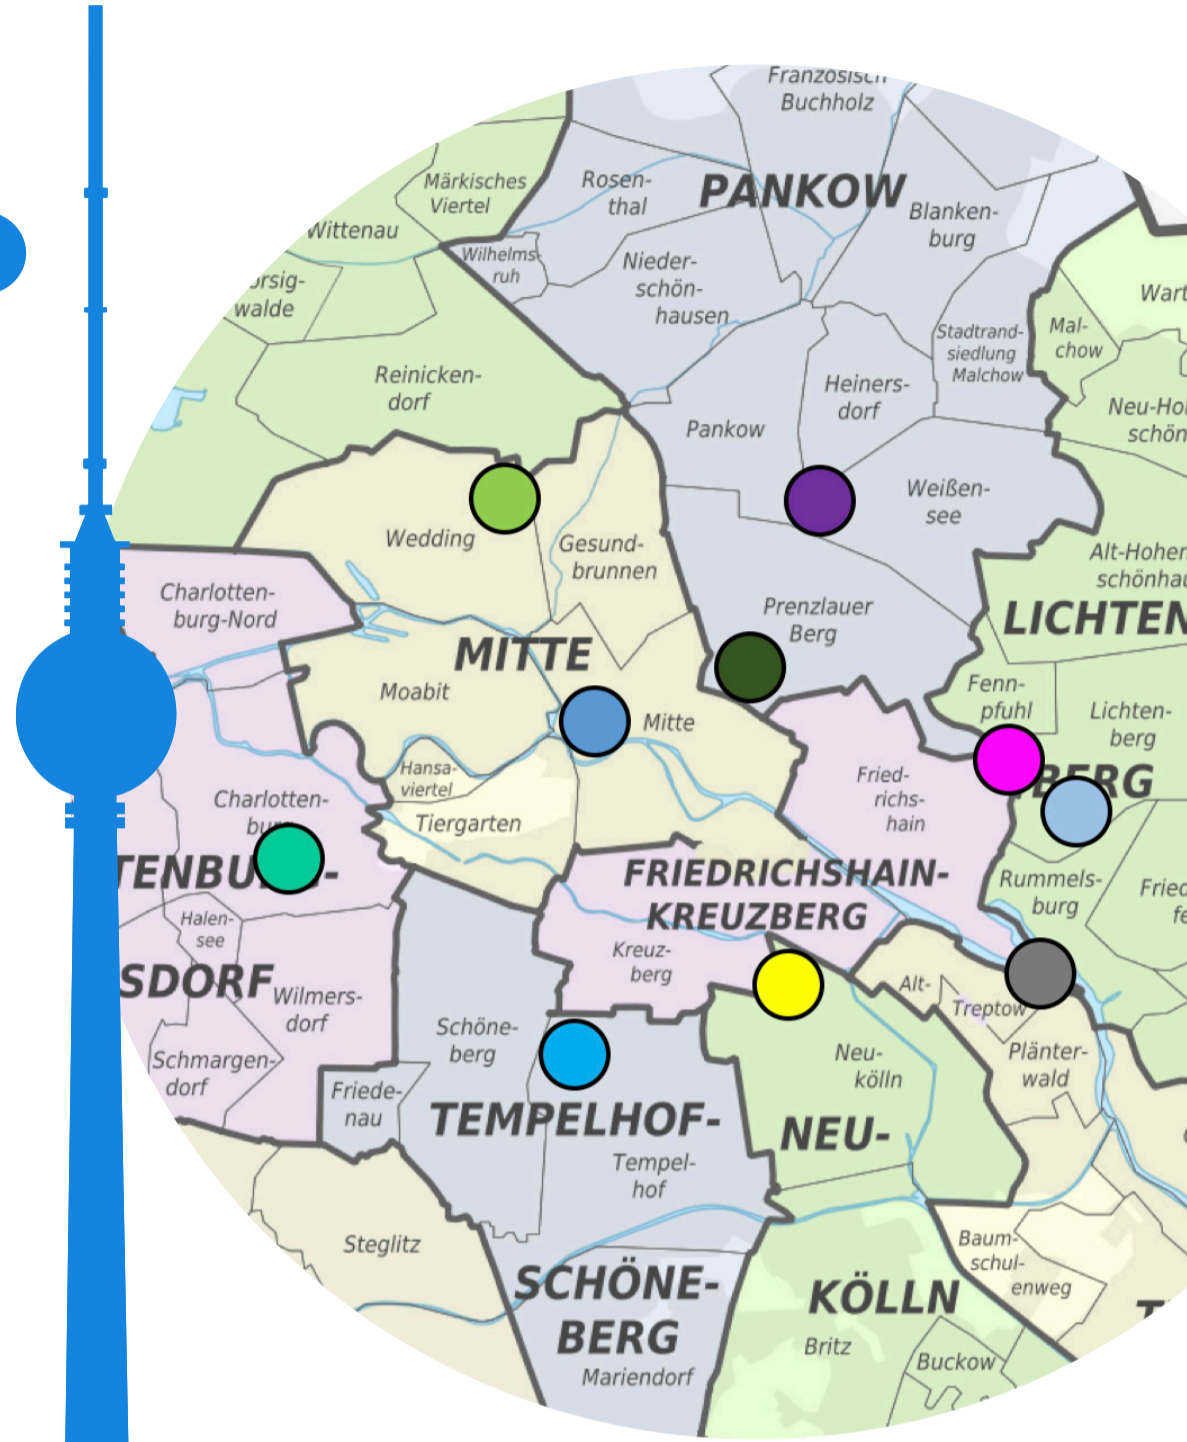 Französisch
Buchholz
Märkisches
Viertel
Rosen-
thal
PANKOW
Blanken-
burg
Wittenau
Wilhelms-
ruh
Nieder-
schön-
hausen
orsig-
walde
Wart
Mal-
chow
Stadtrand-
siedlung
Malchow
Reinicken-
dorf
Heiners-
dorf
Neu-Ho
schön
Pankow
Weißen-
see
Wedding
Gesund-
brunnen
Alt-Hohen
schönhau
Charlotten-
burg-Nord
Prenzlauer
Berg
LICHTEN
MITTE
Moabit
Mitte
Fenn-
pfuhl
Lichten-
berg
BERG
Hansa-
viertel
Tiergarten
Fried-
richs-
hain
Charlotten-
burg
TENBURG-
FRIEDRICHSHAIN-
KREUZBERG
Rummels-
burg
Fried
fe
Halen-
see
SDORF
Wilmers-
dorf
Kreuz-
berg
Alt-
Treptow
Schöne-
berg
Neu-
kölln
Plänter-
wald
Schmargen-
dorf
Friede-
nau
TEMPELHOF-
NEU-
Tempel-
hof
Steglitz
Baum-
schul-
enweg
SCHÖNE-
BERG
KÖLLN
T
Mariendorf
Britz
Buckow